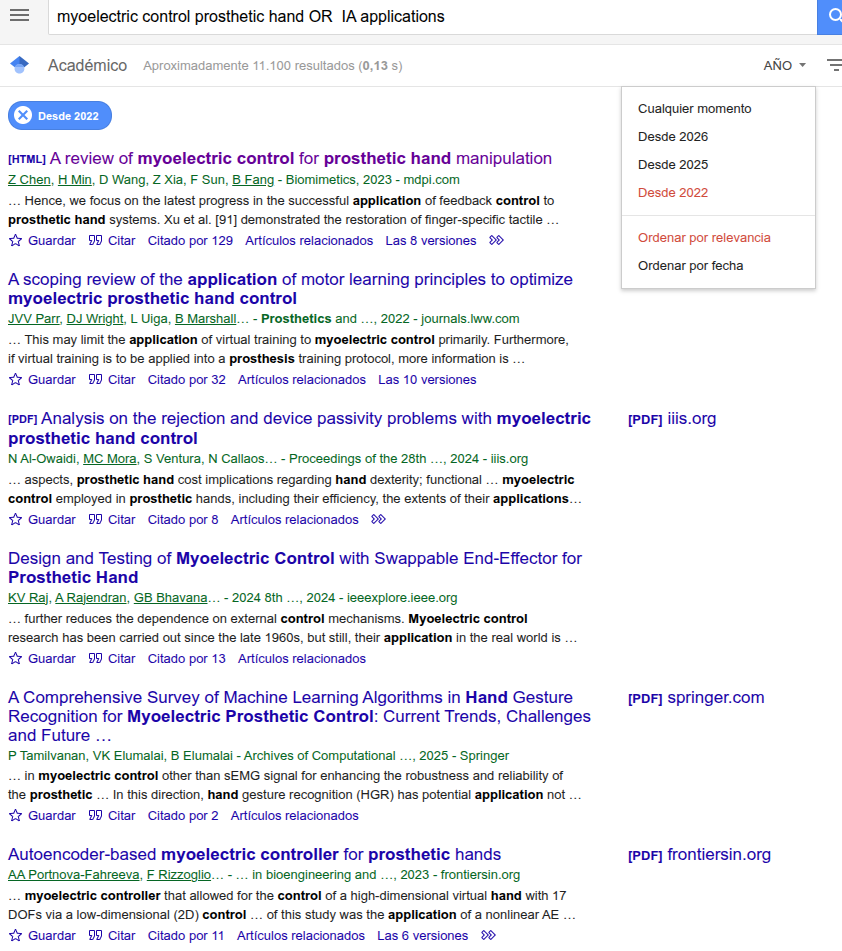 myoelectric control prosthetic hand OR IA applications
Académico Aproximadamente 11.100 resultados (0,13 s) AÑO
Desde 2022
Cualquier momento
Desde 2026
Desde 2025
Desde 2022
Ordenar por relevancia
Ordenar por fecha
[HTML] A review of myoelectric control for prosthetic hand manipulation
Z Chen, H Min, D Wang, Z Xia, F Sun, B Fang - Biomimetics, 2023 - mdpi.com
… Hence, we focus on the latest progress in the successful application of feedback control to
prosthetic hand systems. Xu et al. [91] demonstrated the restoration of finger-specific tactile …
Guardar Citar Citado por 129 Artículos relacionados Las 8 versiones
A scoping review of the application of motor learning principles to optimize
myoelectric prosthetic hand control
JVV Parr, DJ Wright, L Uiga, B Marshall… - Prosthetics and …, 2022 - journals.lww.com
… This may limit the application of virtual training to myoelectric control primarily. Furthermore,
if virtual training is to be applied into a prosthesis training protocol, more information is …
Guardar Citar Citado por 32 Artículos relacionados Las 10 versiones
[PDF] Analysis on the rejection and device passivity problems with myoelectric
prosthetic hand control
[PDF] iiis.org
N Al-Owaidi, MC Mora, S Ventura, N Callaos… - Proceedings of the 28th …, 2024 - iiis.org
… aspects, prosthetic hand cost implications regarding hand dexterity; functional … myoelectric
control employed in prosthetic hands, including their efficiency, the extents of their applications…
Guardar Citar Citado por 8 Artículos relacionados
Design and Testing of Myoelectric Control with Swappable End-Effector for
Prosthetic Hand
KV Raj, A Rajendran, GB Bhavana… - 2024 8th …, 2024 - ieeexplore.ieee.org
… further reduces the dependence on external control mechanisms. Myoelectric control
research has been carried out since the late 1960s, but still, their application in the real world is …
Guardar Citar Citado por 13 Artículos relacionados
A Comprehensive Survey of Machine Learning Algorithms in Hand Gesture
Recognition for Myoelectric Prosthetic Control: Current Trends, Challenges
and Future …
[PDF] springer.com
P Tamilvanan, VK Elumalai, B Elumalai - Archives of Computational …, 2025 - Springer
… in myoelectric control other than sEMG signal for enhancing the robustness and reliability of
the prosthetic … In this direction, hand gesture recognition (HGR) has potential application not …
Guardar Citar Citado por 2 Artículos relacionados
Autoencoder-based myoelectric controller for prosthetic hands
[PDF] frontiersin.org
AA Portnova-Fahreeva, F Rizzoglio… - … in bioengineering and …, 2023 - frontiersin.org
… myoelectric controller that allowed for the control of a high-dimensional virtual hand with 17
DOFs via a low-dimensional (2D) control … of this study was the application of a nonlinear AE …
Guardar Citar Citado por 11 Artículos relacionados Las 6 versiones